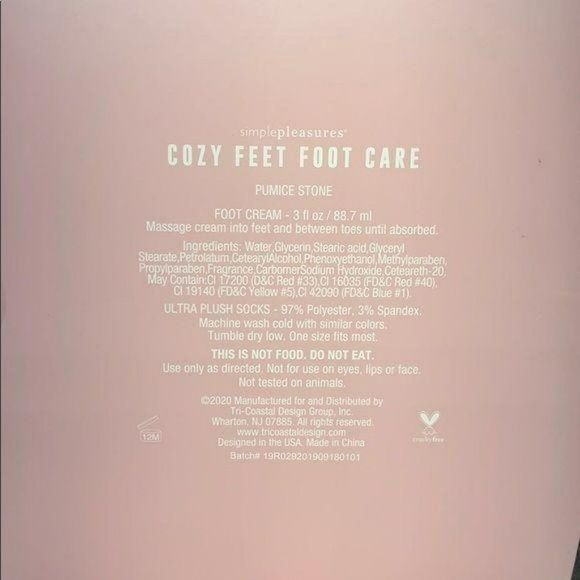 simplepleasures®
COZY FEET FOOT CARE
PUMICE STONE
FOOT CREAM - 3 fl oz / 88.7 ml
Massage cream into feet and between toes until absorbed.
Ingredients: Water,Glycerin,Stearic acid,Glyceryl
Stearate,Petrolatum,CetearylAlcohol,Phenoxyethanol,Methylparaben,
Propylparaben,Fragrance,CarbomerSodium Hydroxide,Ceteareth-20,
May Contain:CI 17200 (D&C Red #33),CI 16035 (FD&C Red #40),
CI 19140 (FD&C Yellow #5),CI 42090 (FD&C Blue #1).
ULTRA PLUSH SOCKS - 97% Polyester, 3% Spandex.
Machine wash cold with similar colors.
Tumble dry low. One size fits most.
THIS IS NOT FOOD. DO NOT EAT.
Use only as directed. Not for use on eyes, lips or face.
Not tested on animals.
©2020 Manufactured for and Distributed by
Tri-Coastal Design Group, Inc.
Wharton, NJ 07885. All rights reserved.
www.tricoastaldesign.com
Designed in the USA. Made in China
Batch# 19R029201909180101
12M
crueltyfree